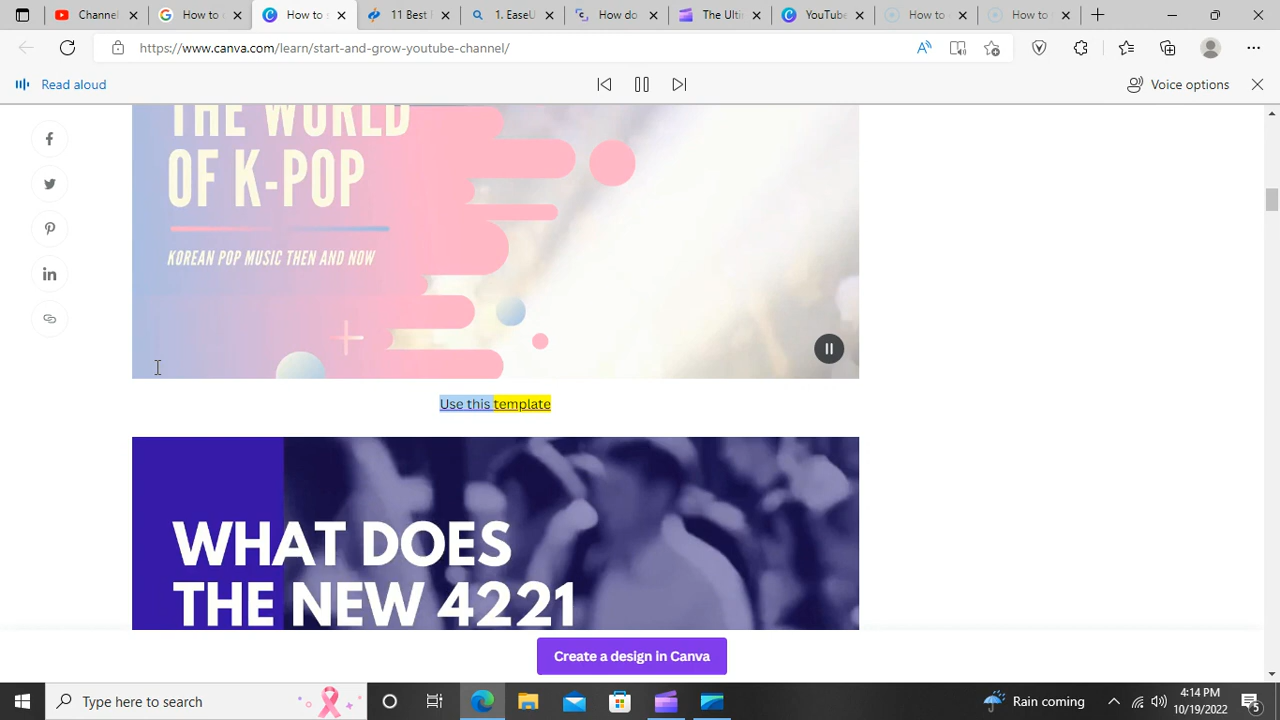 Channel
How to
How to s
11 Best
1. EaseU
How do
The Ulti
YouTube
How to c
How to
https://www.canva.com/learn/start-and-grow-youtube-channel/
Read aloud
Voice options
THE WORLD
OF K-POP
KOREAN POP MUSIC THEN AND NOW
Use this template
WHAT DOES
THE NEW 4221
Create a design in Canva
Type here to search
Rain coming
4:14 PM
10/19/2022
5